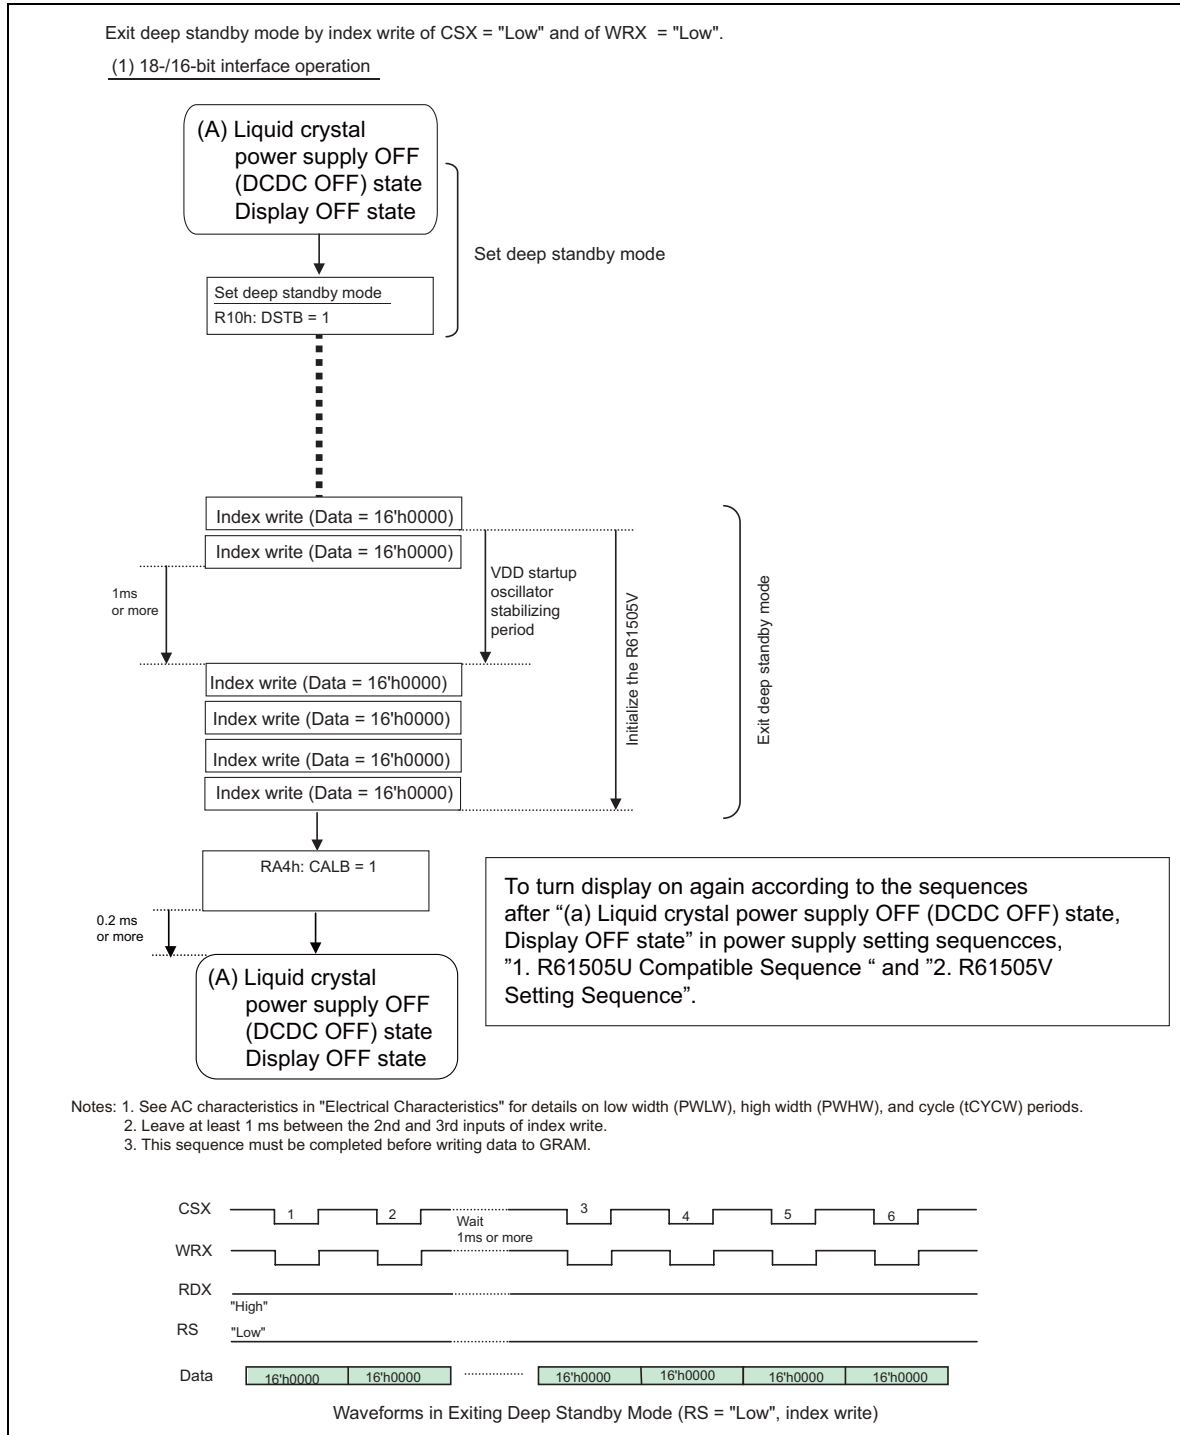 Exit deep standby mode by index write of CSX = "Low" and of WRX = "Low".
(1) 18-/16-bit interface operation
(A) Liquid crystal
power supply OFF
(DCDC OFF) state
Display OFF state
Set deep standby mode
Set deep standby mode
R10h: DSTB = 1
Index write (Data = 16'h0000)
Index write (Data = 16'h0000)
1ms
or more
VDD startup
oscillator
stabilizing
period
Initialize the R61505V
Exit deep standby mode
Index write (Data = 16'h0000)
Index write (Data = 16'h0000)
Index write (Data = 16'h0000)
Index write (Data = 16'h0000)
RA4h: CALB = 1
0.2 ms
or more
(A) Liquid crystal
power supply OFF
(DCDC OFF) state
Display OFF state
To turn display on again according to the sequences
after “(a) Liquid crystal power supply OFF (DCDC OFF) state,
Display OFF state” in power supply setting sequencces,
”1. R61505U Compatible Sequence “ and ”2. R61505V
Setting Sequence”.
Notes: 1. See AC characteristics in "Electrical Characteristics" for details on low width (PWLW), high width (PWHW), and cycle (tCYCW) periods.
2. Leave at least 1 ms between the 2nd and 3rd inputs of index write.
3. This sequence must be completed before writing data to GRAM.
CSX 1 2 3 4 5 6
Wait
1ms or more
WRX
RDX
"High"
RS "Low"
Data 16'h0000 16'h0000 16'h0000 16'h0000 16'h0000 16'h0000
Waveforms in Exiting Deep Standby Mode (RS = "Low", index write)